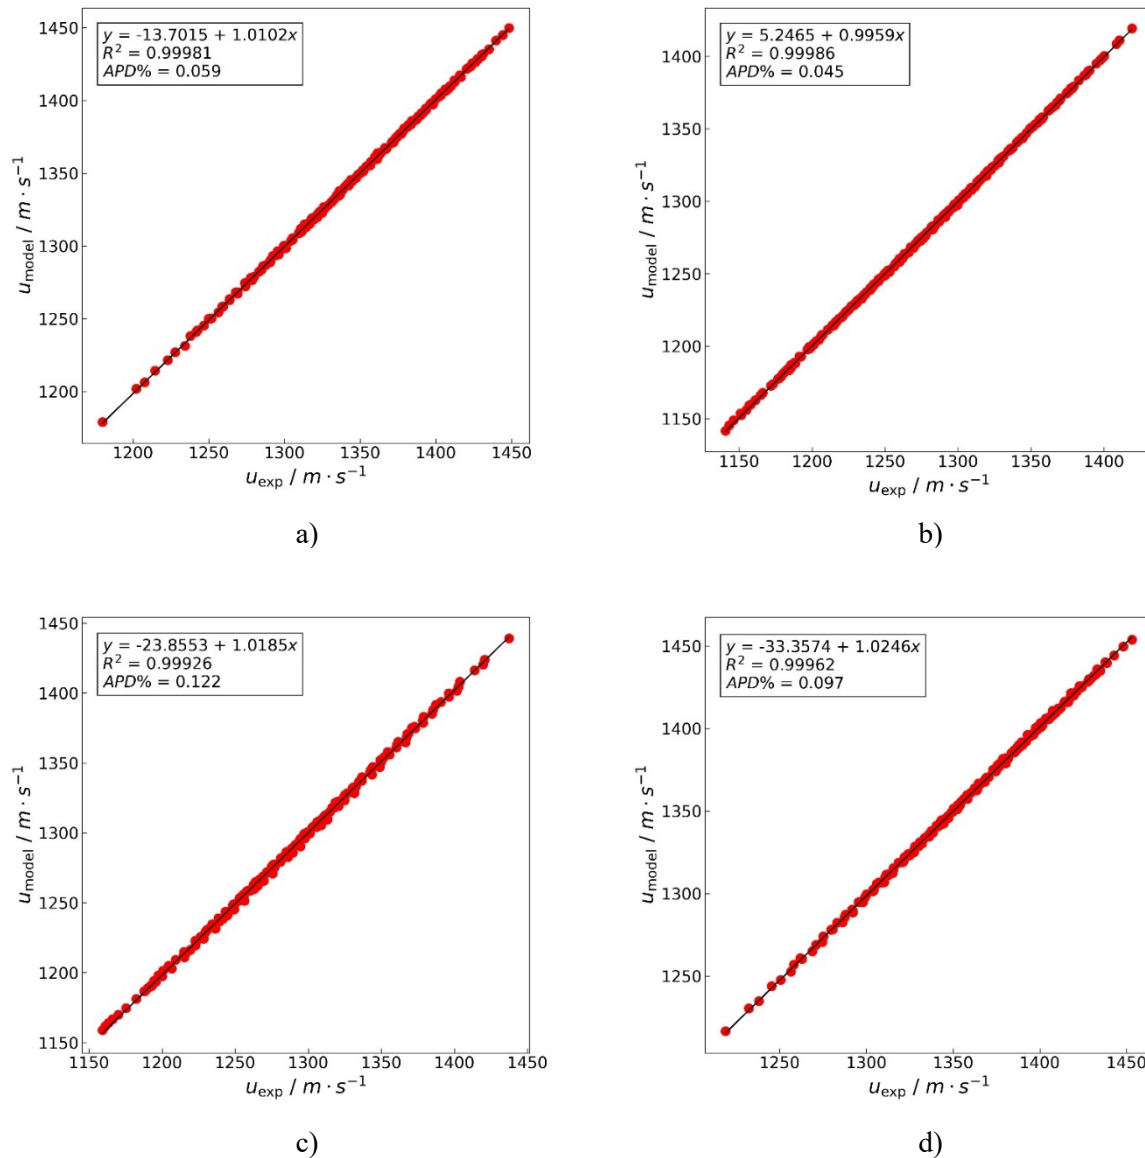 y = -13.7015 + 1.0102x
R² = 0.99981
APD% = 0.059
1450
1400
1350
1300
1250
1200
u_model / m · s⁻¹
1200 1250 1300 1350 1400 1450
u_exp / m · s⁻¹
a)
y = 5.2465 + 0.9959x
R² = 0.99986
APD% = 0.045
1400
1350
1300
1250
1200
1150
u_model / m · s⁻¹
1150 1200 1250 1300 1350 1400
u_exp / m · s⁻¹
b)
y = -23.8553 + 1.0185x
R² = 0.99926
APD% = 0.122
1450
1400
1350
1300
1250
1200
1150
u_model / m · s⁻¹
1150 1200 1250 1300 1350 1400 1450
u_exp / m · s⁻¹
c)
y = -33.3574 + 1.0246x
R² = 0.99962
APD% = 0.097
1450
1400
1350
1300
1250
u_model / m · s⁻¹
1250 1300 1350 1400 1450
u_exp / m · s⁻¹
d)